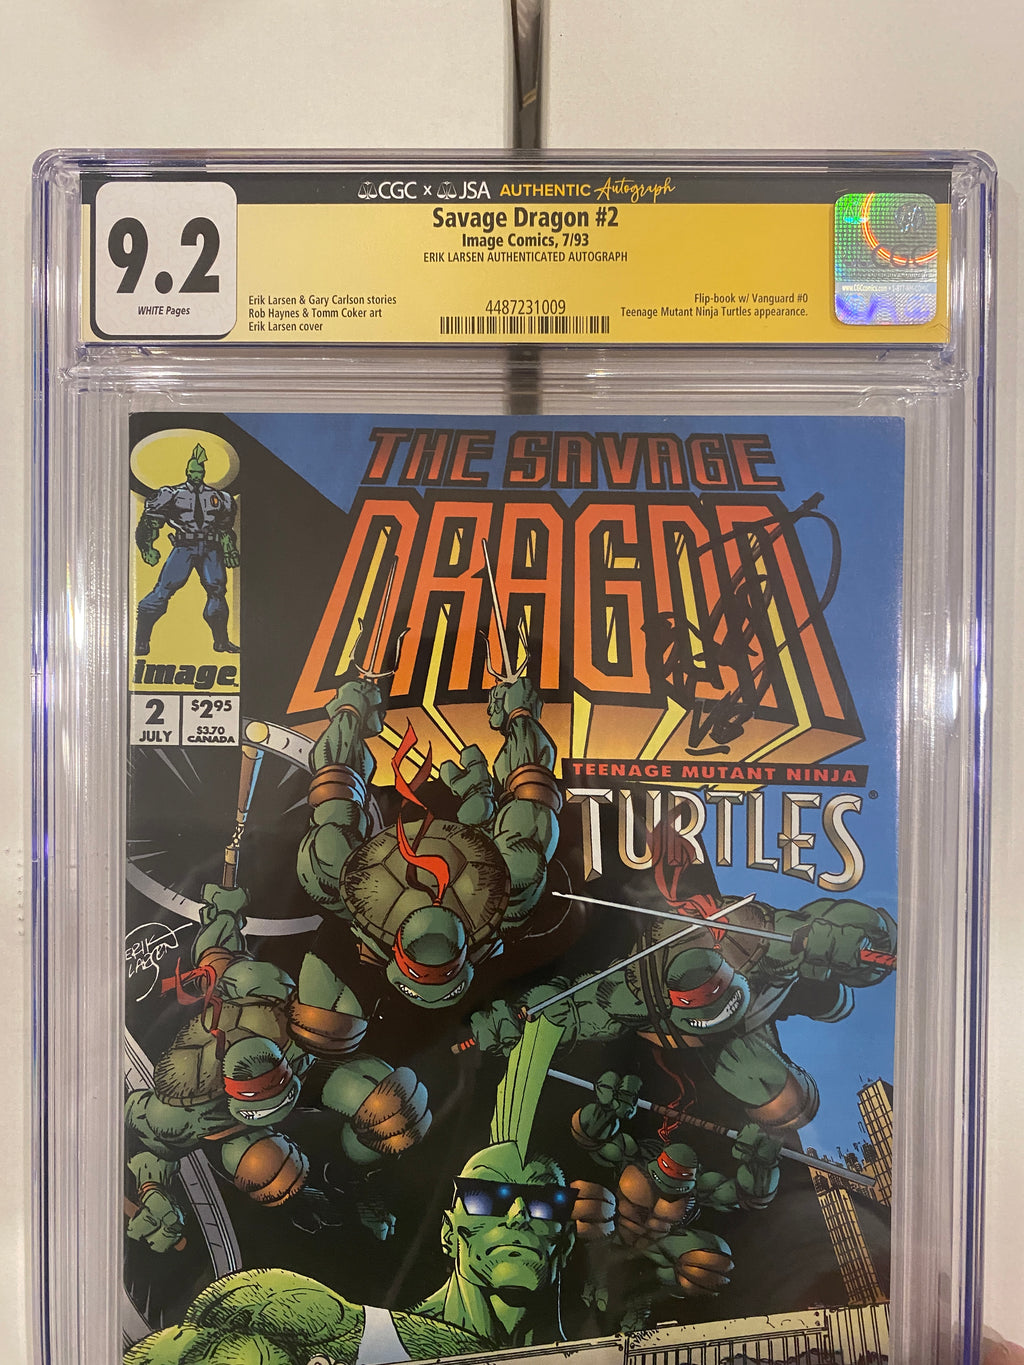 CGC x JSA AUTHENTIC Autograph
9.2
WHITE Pages
Savage Dragon #2
Image Comics, 7/93
ERIK LARSEN AUTHENTICATED AUTOGRAPH
Erik Larsen & Gary Carlson stories
Rob Haynes & Tomm Coker art
Erik Larsen cover
4487231009
Flip-book w/ Vanguard #0
Teenage Mutant Ninja Turtles appearance.
CGC
THE SAVAGE
DRAGON
image
2
JULY
$2.95
$3.70
CANADA
TEENAGE MUTANT NINJA
TURTLES®
ERIK
LARSEN